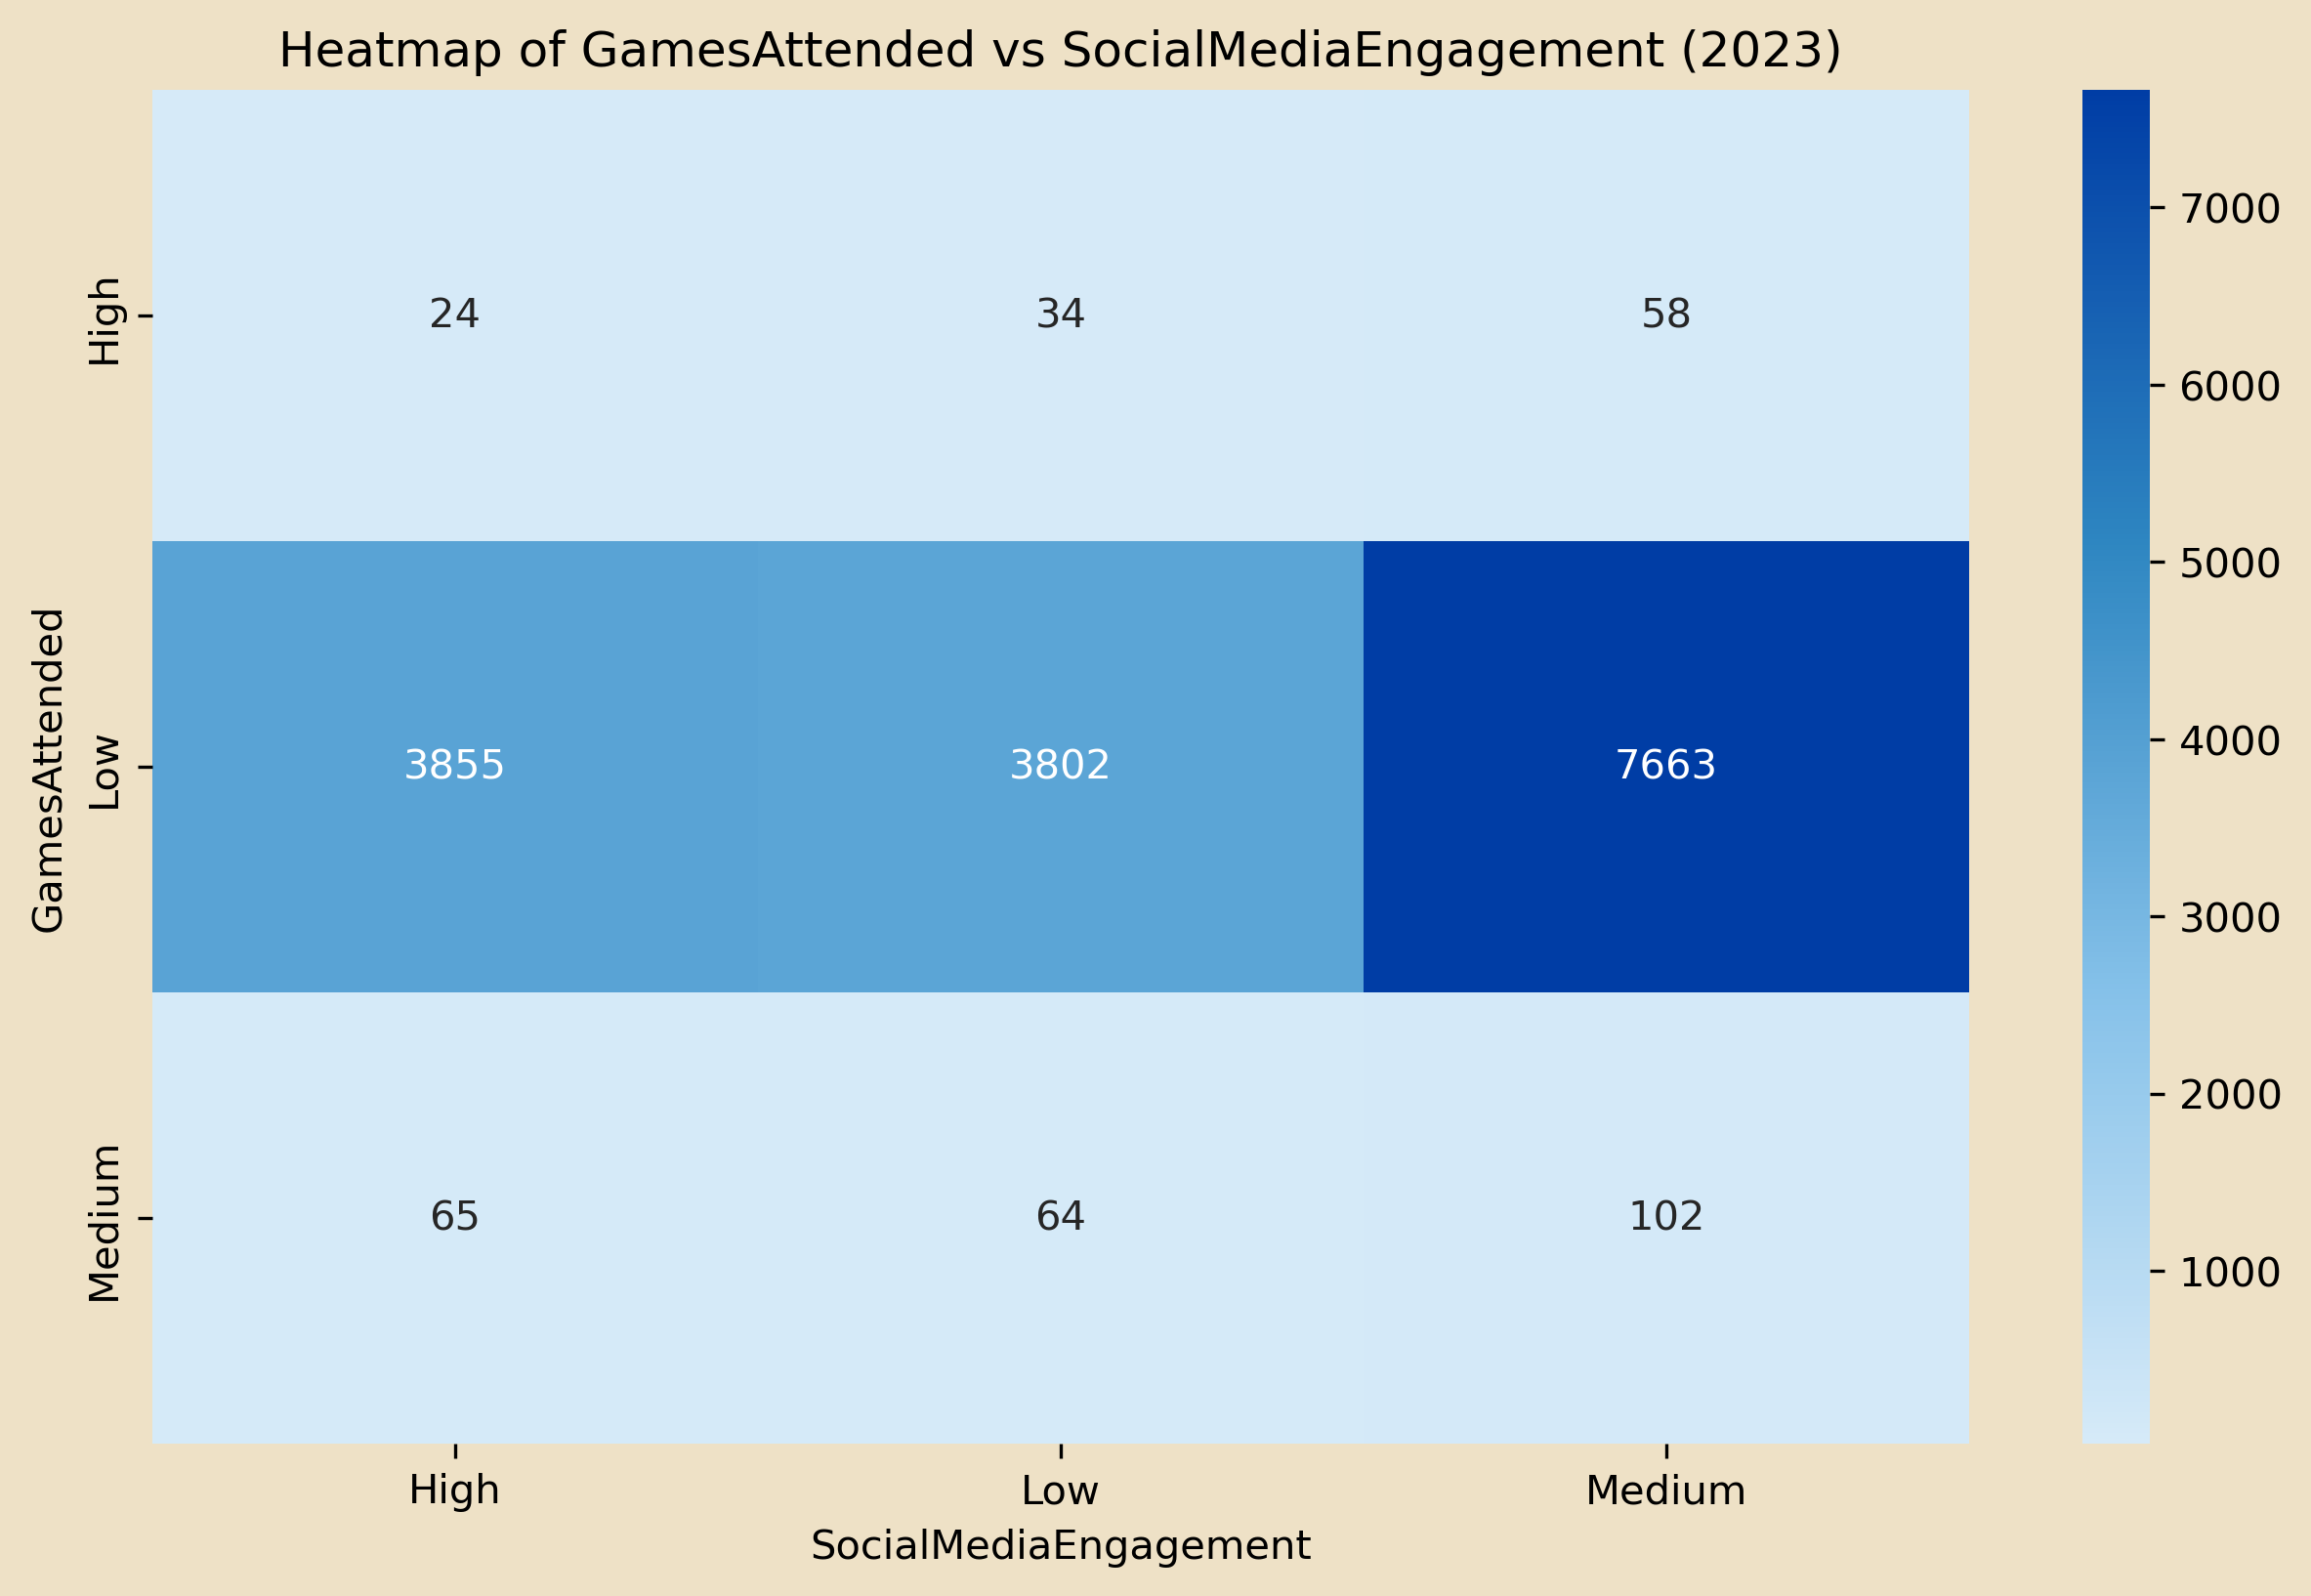 Heatmap of GamesAttended vs SocialMediaEngagement (2023)
GamesAttended
High
24 34 58
Low
3855 3802 7663
Medium
65 64 102
High Low Medium
SocialMediaEngagement
7000
6000
5000
4000
3000
2000
1000